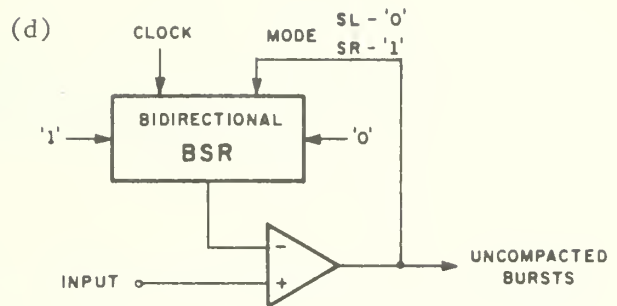 (d)
CLOCK
MODE
SL - '0'
SR - '1'
'1'
BIDIRECTIONAL
BSR
'0'
-
+
INPUT
UNCOMPACTED
BURSTS